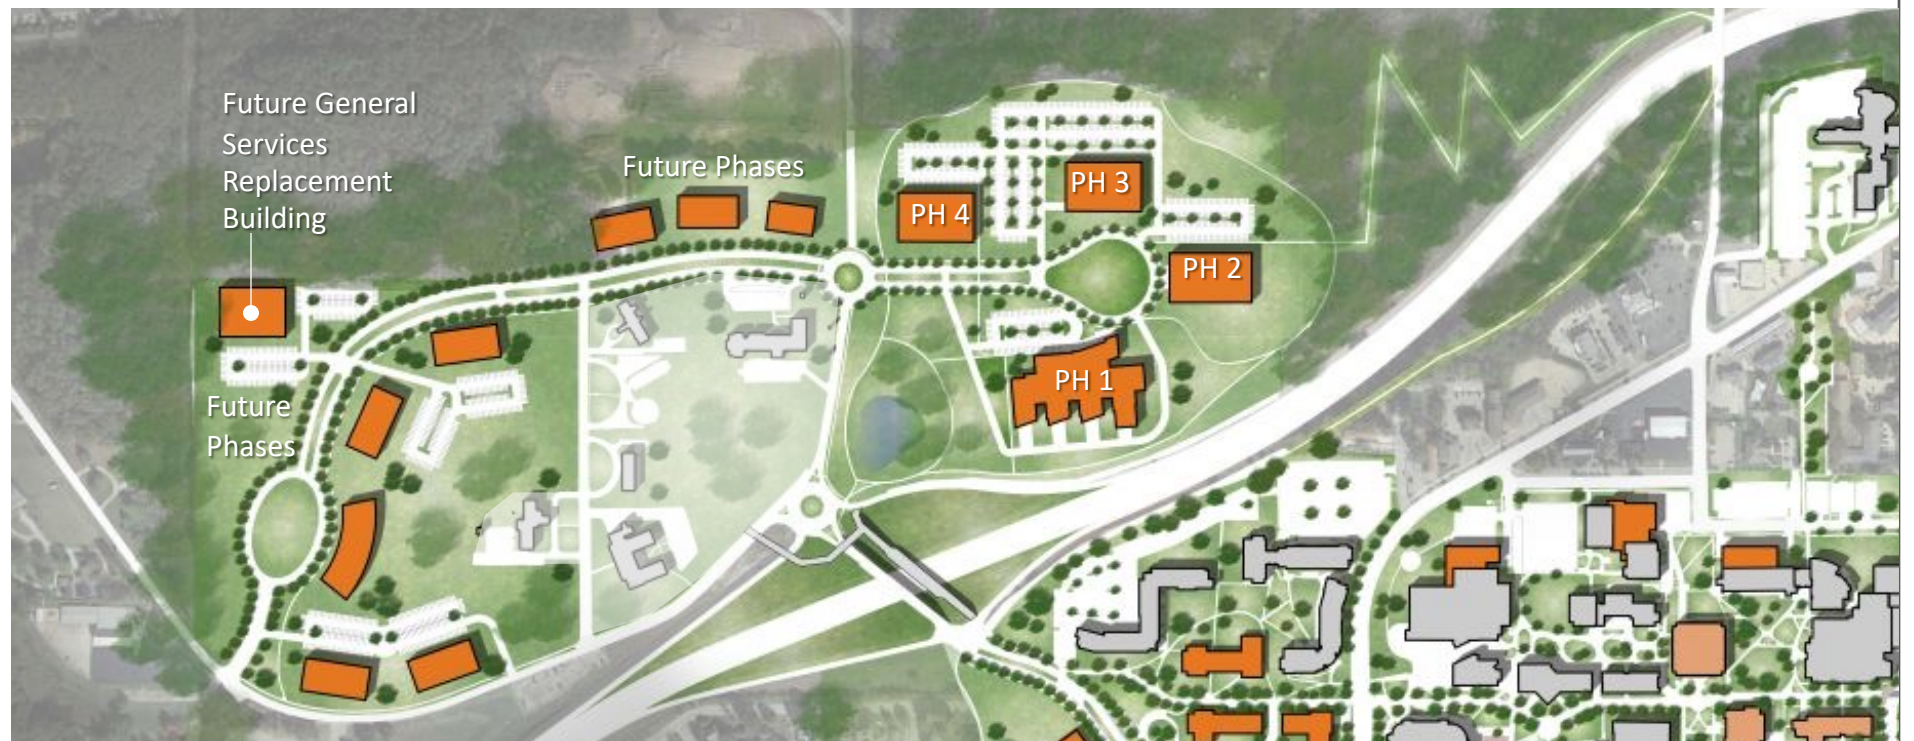 Future General
Services
Replacement
Building
Future Phases
PH 3
PH 4
PH 2
PH 1
Future
Phases